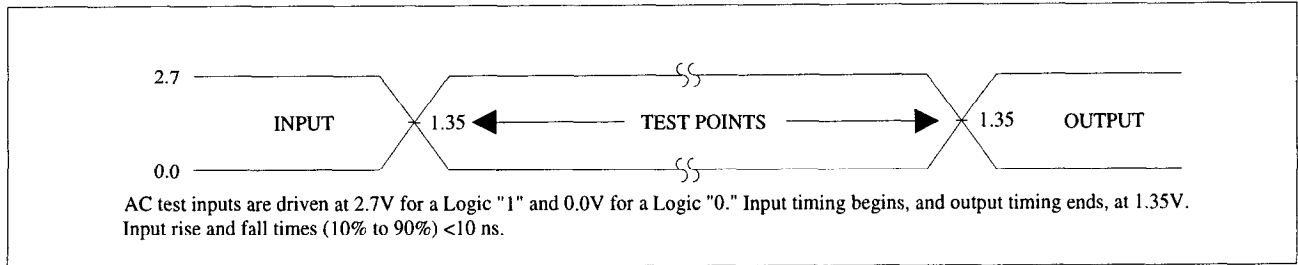 2.7
INPUT 1.35 TEST POINTS 1.35 OUTPUT
0.0
AC test inputs are driven at 2.7V for a Logic "1" and 0.0V for a Logic "0." Input timing begins, and output timing ends, at 1.35V.
Input rise and fall times (10% to 90%) <10 ns.